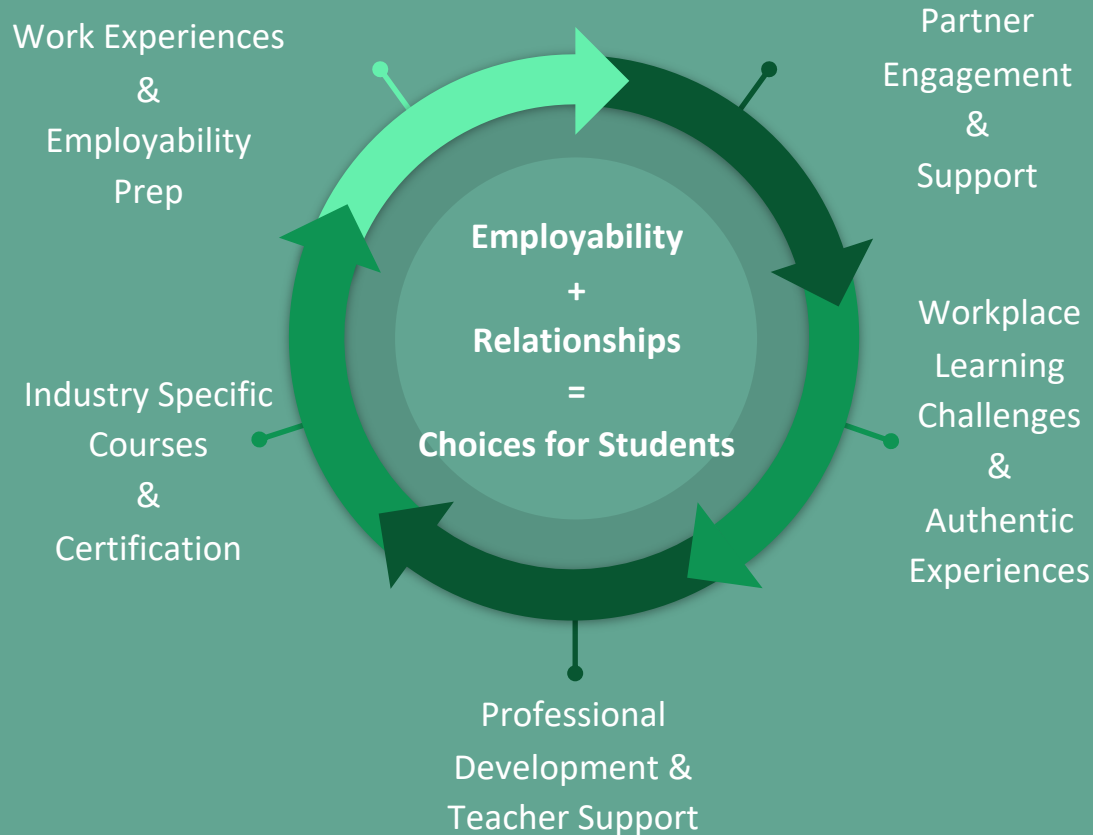 Work Experiences
&
Employability
Prep
Partner
Engagement
&
Support
Employability
+
Relationships
=
Choices for Students
Workplace
Learning
Challenges
&
Authentic
Experiences
Industry Specific
Courses
&
Certification
Professional
Development &
Teacher Support